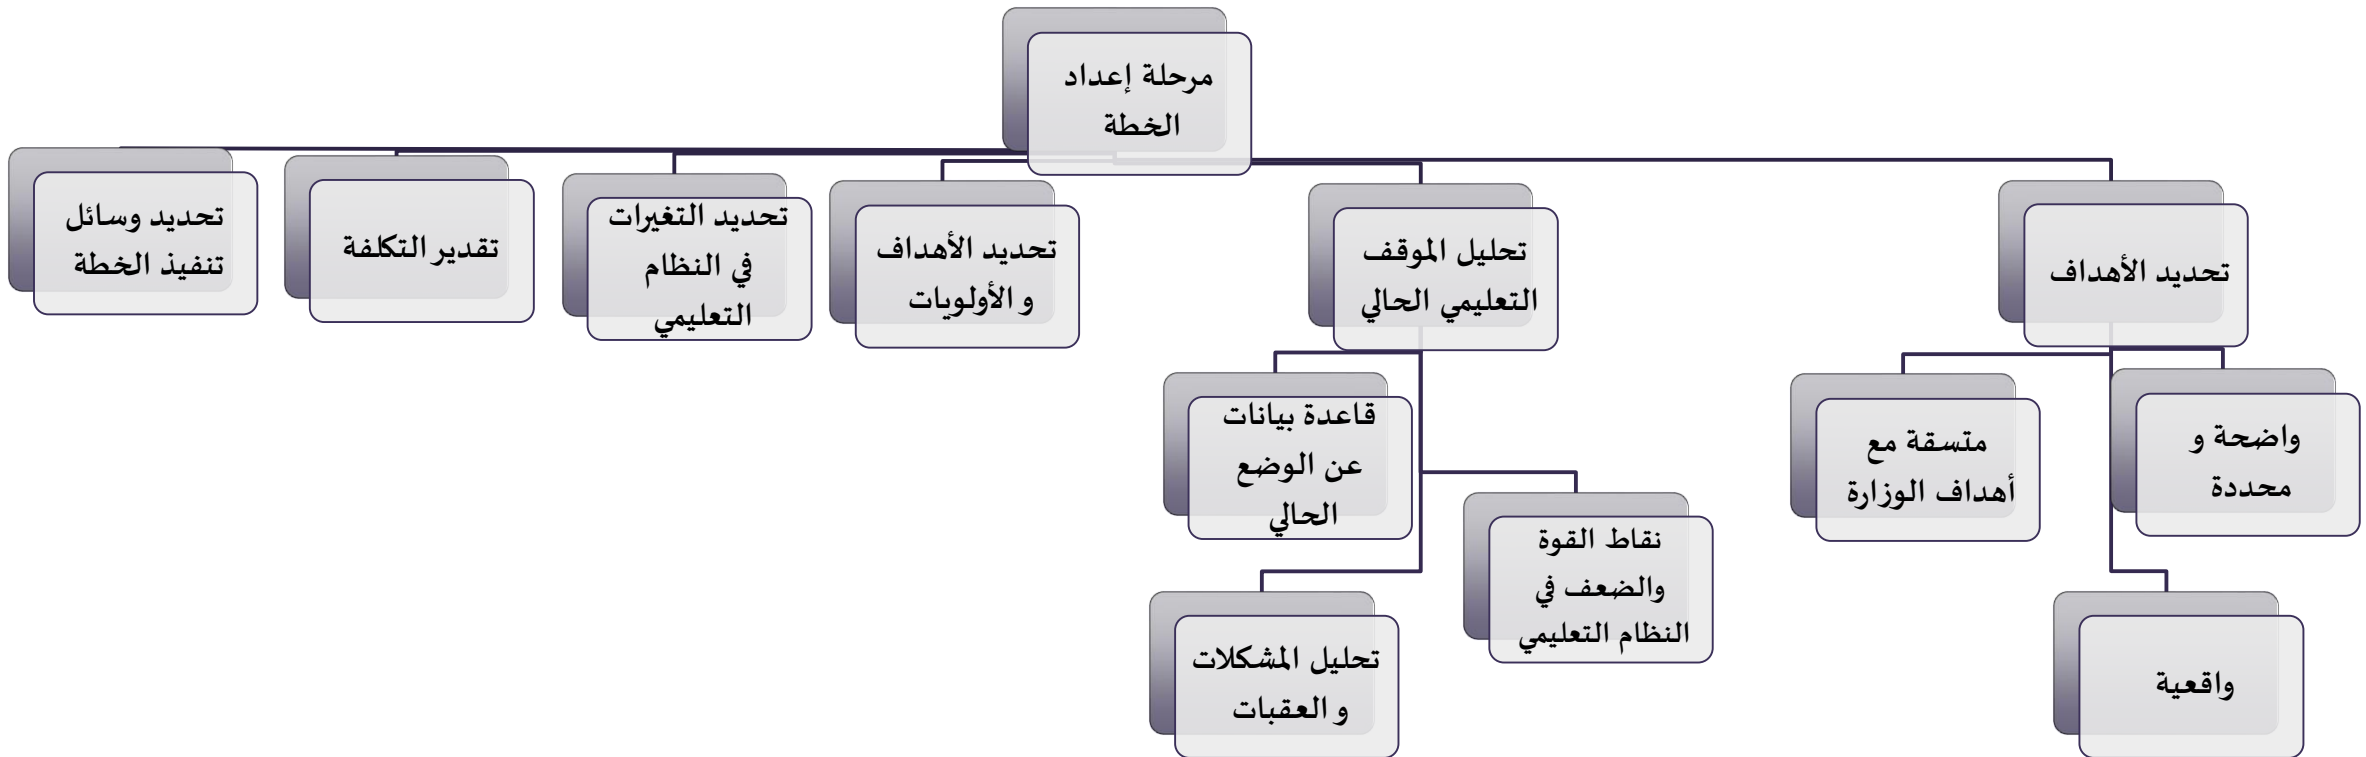 مرحلة إعداد
الخطة
تحديد الأهداف
تحليل الموقف
التعليمي الحالي
تحديد الأهداف
و الأولويات
تحديد التغيرات
في النظام
التعليمي
تقدير التكلفة
تحديد وسائل
تنفيذ الخطة
واضحة و
محددة
متسقة مع
أهداف الوزارة
واقعية
قاعدة بيانات
عن الوضع
الحالي
نقاط القوة
والضعف في
النظام التعليمي
تحليل المشكلات
و العقبات